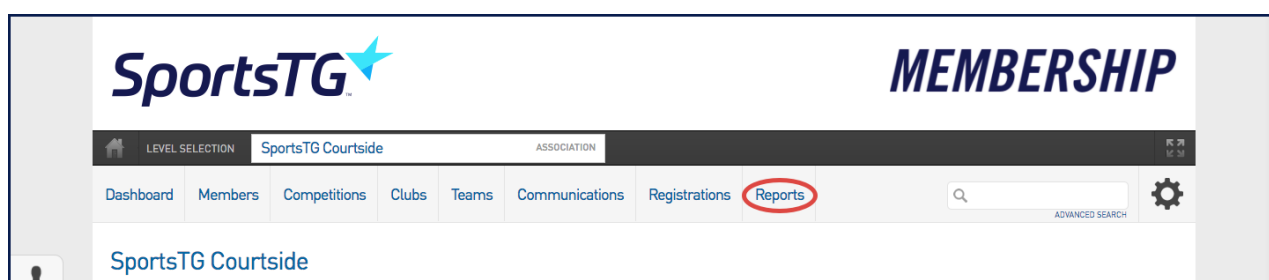 SportsTG
MEMBERSHIP
LEVEL SELECTION SportsTG Courtside ASSOCIATION
Dashboard Members Competitions Clubs Teams Communications Registrations Reports
ADVANCED SEARCH
SportsTG Courtside